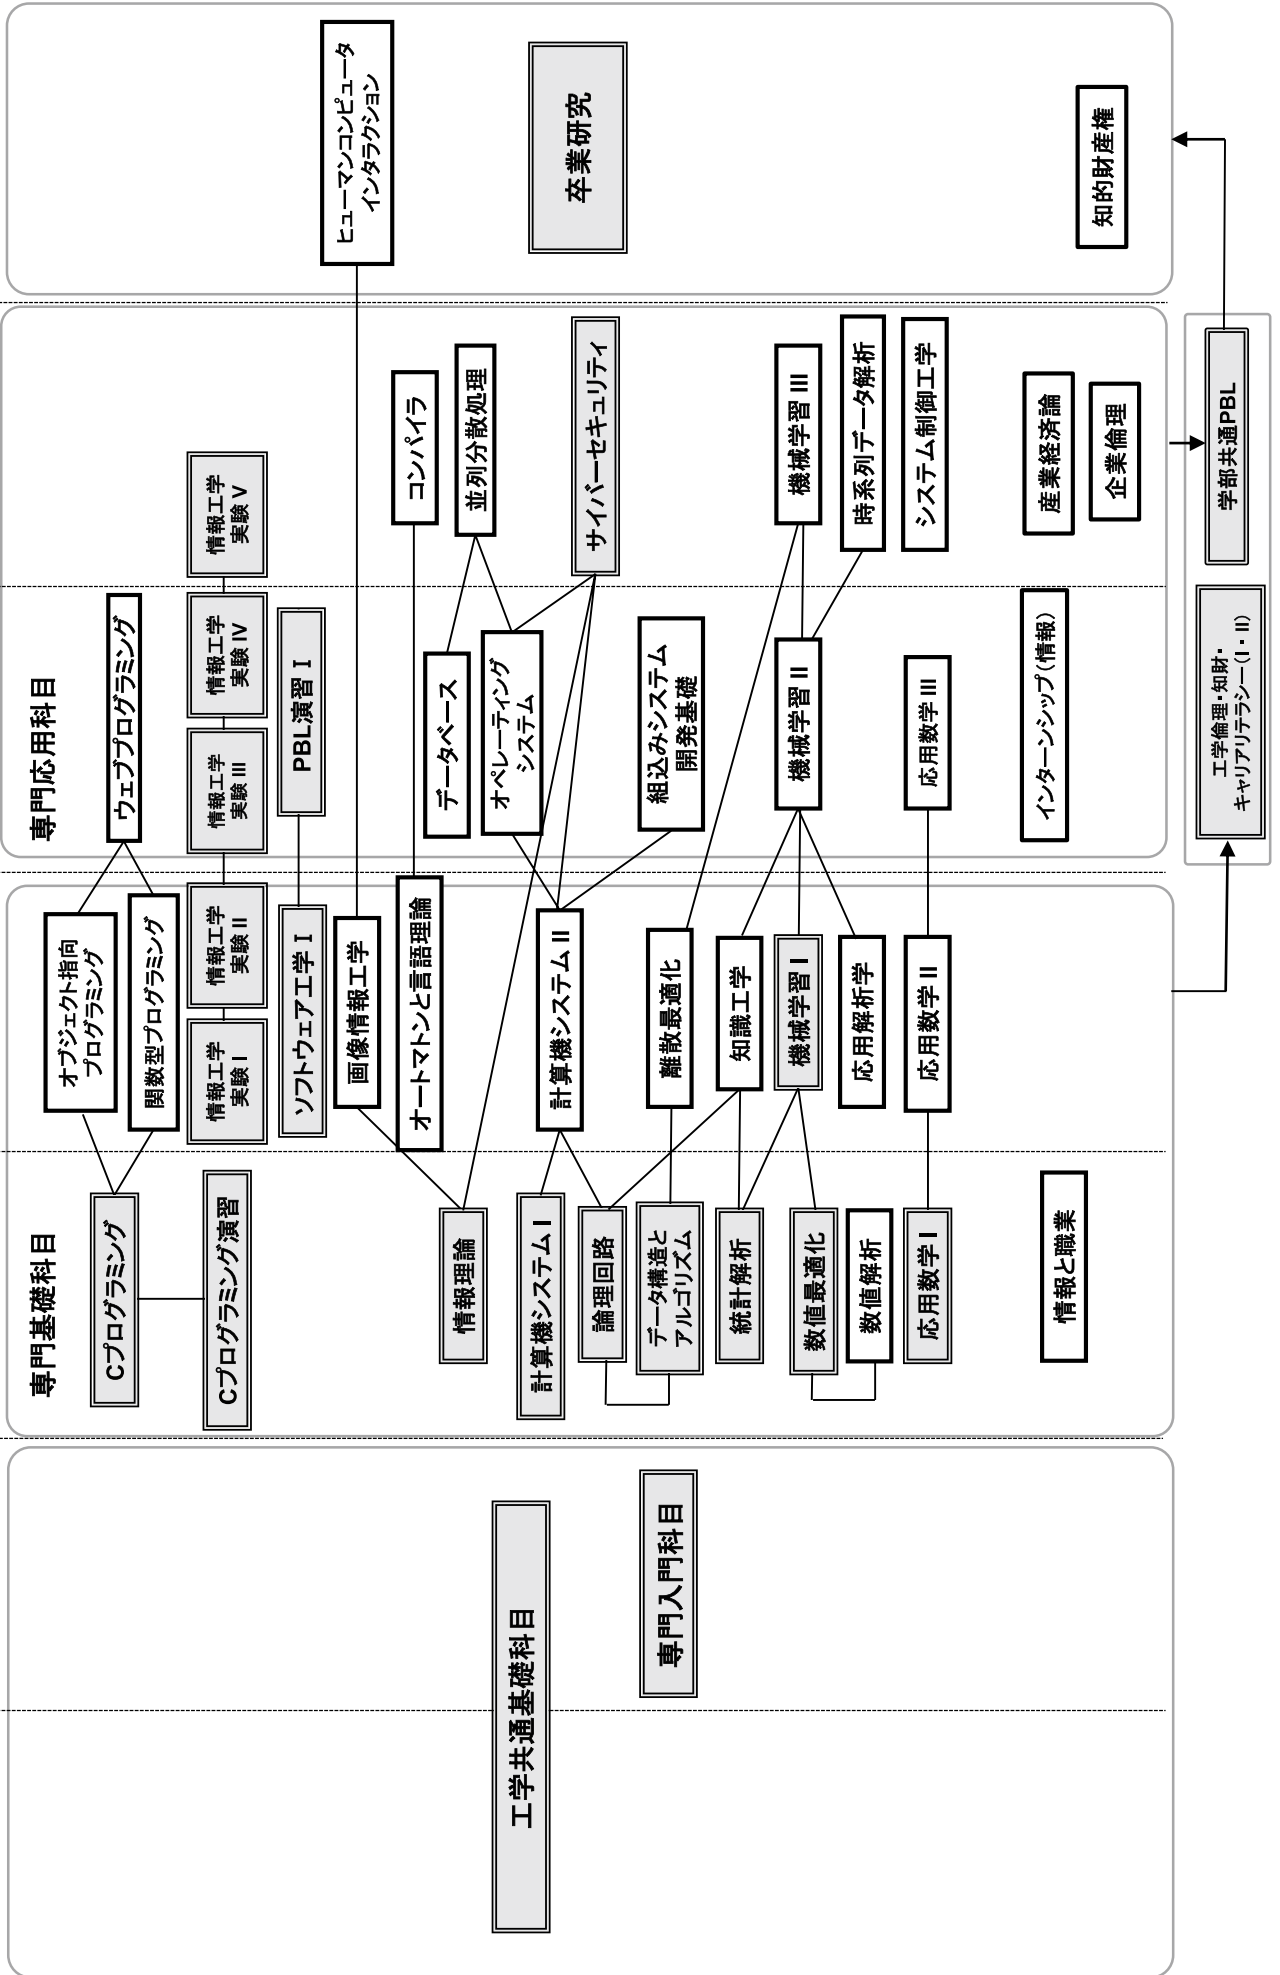 専門基礎科目
専門応用科目
工学共通基礎科目
専門入門科目
Cプログラミング
Cプログラミング演習
情報理論
計算機システム I
論理回路
データ構造と
アルゴリズム
統計解析
数値最適化
数値解析
応用数学 I
情報と職業
オブジェクト指向
プログラミング
関数型プログラミング
情報工学
実験 I
情報工学
実験 II
ソフトウェア工学 I
画像情報工学
オートマトンと言語理論
計算機システム II
離散最適化
知識工学
機械学習 I
応用解析学
応用数学 II
ウェブプログラミング
情報工学
実験 III
情報工学
実験 IV
PBL演習 I
データベース
オペレーティング
システム
組込みシステム
開発基礎
機械学習 II
応用数学 III
インターンシップ(情報)
情報工学
実験 V
コンパイラ
並列分散処理
サイバーセキュリティ
機械学習 III
時系列データ解析
システム制御工学
産業経済論
企業倫理
工学倫理・知財・
キャリアリテラシー(I・II)
学部共通PBL
ヒューマンコンピュータ
インタラクション
卒業研究
知的財産権